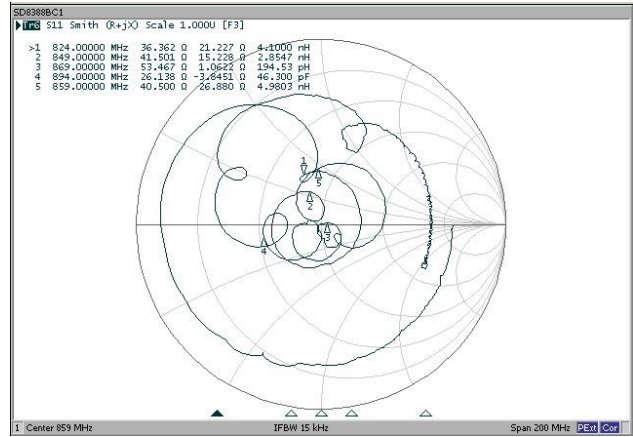 SD8388BC1
Tr6 S11 Smith (R+jX) Scale 1.000U [F3]
>1 824.00000 MHz 36.362 Ω 21.227 Ω 4.1000 nH
2 849.00000 MHz 41.501 Ω 15.228 Ω 2.8547 nH
3 869.00000 MHz 53.467 Ω 1.0622 Ω 194.53 pH
4 894.00000 MHz 26.138 Ω -3.8451 Ω 46.300 pF
5 859.00000 MHz 40.500 Ω 26.880 Ω 4.9803 nH
1
5
2
3
4
1 Center 859 MHz IFBW 15 kHz Span 200 MHz PExt Cor